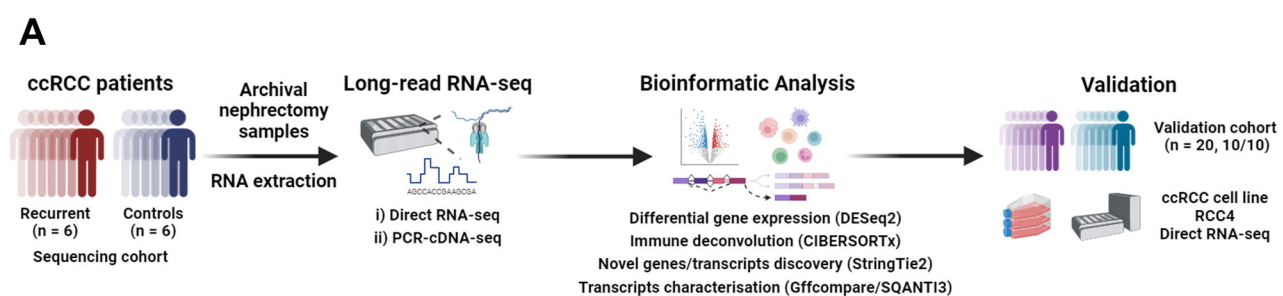 A
ccRCC patients
Recurrent
(n = 6)
Controls
(n = 6)
Sequencing cohort
Archival
nephrectomy
samples
RNA extraction
Long-read RNA-seq
AGCCACCGAAGCGA
i) Direct RNA-seq
ii) PCR-cDNA-seq
Bioinformatic Analysis
Differential gene expression (DESeq2)
Immune deconvolution (CIBERSORTx)
Novel genes/transcripts discovery (StringTie2)
Transcripts characterisation (Gffcompare/SQANTI3)
Validation
Validation cohort
(n = 20, 10/10)
ccRCC cell line
RCC4
Direct RNA-seq